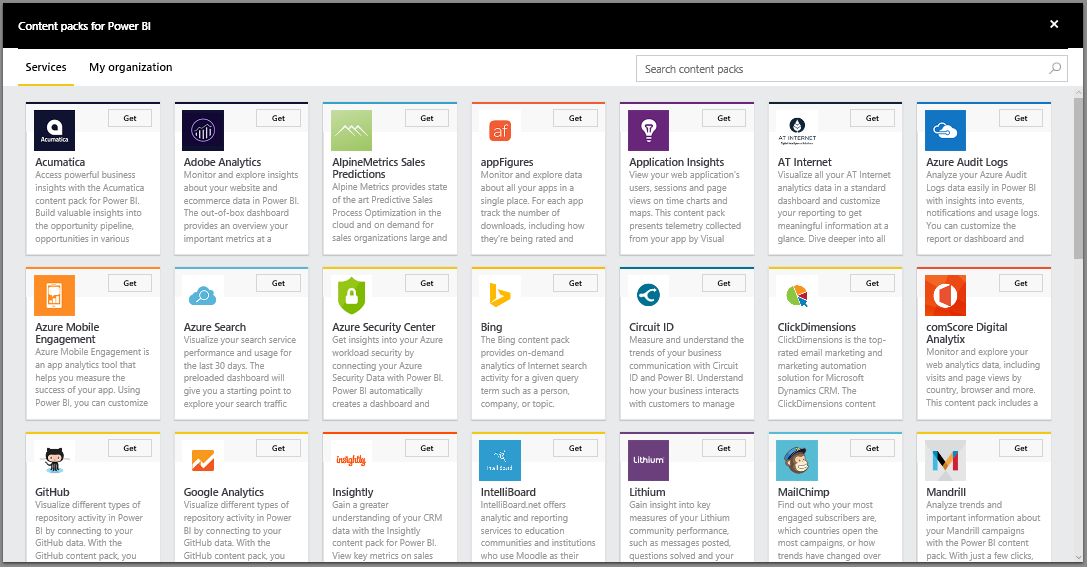 Content packs for Power BI
Services
My organization
Search content packs
Acumatica
Get
Acumatica
Access powerful business
insights with the Acumatica
content pack for Power BI.
Build valuable insights into
the opportunity pipeline,
opportunities in various
Get
Adobe Analytics
Monitor and explore insights
about your website and
ecommerce data in Power BI.
The out-of-box dashboard
provides an overview your
important metrics at a
Get
AlpineMetrics Sales
Predictions
Alpine Metrics provides state
of the art Predictive Sales
Process Optimization in the
cloud and on demand for
sales organizations large and
af
Get
appFigures
Monitor and explore data
about all your apps in a
single place. For each app
track the number of
downloads, including how
they're being rated and
Get
Application Insights
View your web application's
users, sessions and page
views on time charts and
maps. This content pack
presents telemetry collected
from your app by Visual
AT INTERNET
Get
AT Internet
Visualize all your AT Internet
analytics data in a standard
dashboard and customize
your reporting to get
meaningful information at a
glance. Dive deeper into all
Get
Azure Audit Logs
Analyze your Azure Audit
Logs data easily in Power BI
with insights into events,
notifications and usage logs.
You can customize the
report or dashboard and
Get
Azure Mobile
Engagement
Azure Mobile Engagement is
an app analytics tool that
helps you measure the
success of your app. Using
Power BI, you can customize
Get
Azure Search
Visualize your search service
performance and usage for
the last 30 days. The
preloaded dashboard will
give you a starting point to
explore your search traffic
Get
Azure Security Center
Get insights into your Azure
workload security by
connecting your Azure
Security Data with Power BI.
Power BI automatically
creates a dashboard and
Get
Bing
The Bing content pack
provides on-demand
analytics of Internet search
activity for a given query
term such as a person,
company, or topic.
Get
Circuit ID
Measure and understand the
trends of your business
communication with Circuit
ID and Power BI. Understand
how your business interacts
with customers to manage
Get
ClickDimensions
ClickDimensions is the top-
rated email marketing and
marketing automation
solution for Microsoft
Dynamics CRM. The
ClickDimensions content
Get
comScore Digital
Analytix
Monitor and explore your
web analytics data, including
visits and page views by
country, browser and more.
This content pack includes a
Get
GitHub
Visualize different types of
repository activity in Power
BI by connecting to your
GitHub data. With the
GitHub content pack, you
Get
Google Analytics
Visualize different types of
repository activity in Power
BI by connecting to your
GitHub data. With the
GitHub content pack, you
insightly
Get
Insightly
Gain a greater
understanding of your CRM
data with the Insightly
content pack for Power BI.
View key metrics on sales
IntelliBoard
Get
IntelliBoard
IntelliBoard.net offers
analytic and reporting
services to education
communities and institutions
who use Moodle as their
Lithium
Get
Lithium
Gain insight into key
measures of your Lithium
community performance,
such as messages posted,
questions solved and your
Get
MailChimp
Find out who your most
engaged subscribers are,
which countries open the
most campaigns, or how
trends have changed over
Get
Mandrill
Analyze trends and
important information about
your Mandrill campaigns
with the Power BI content
pack. With just a few clicks,